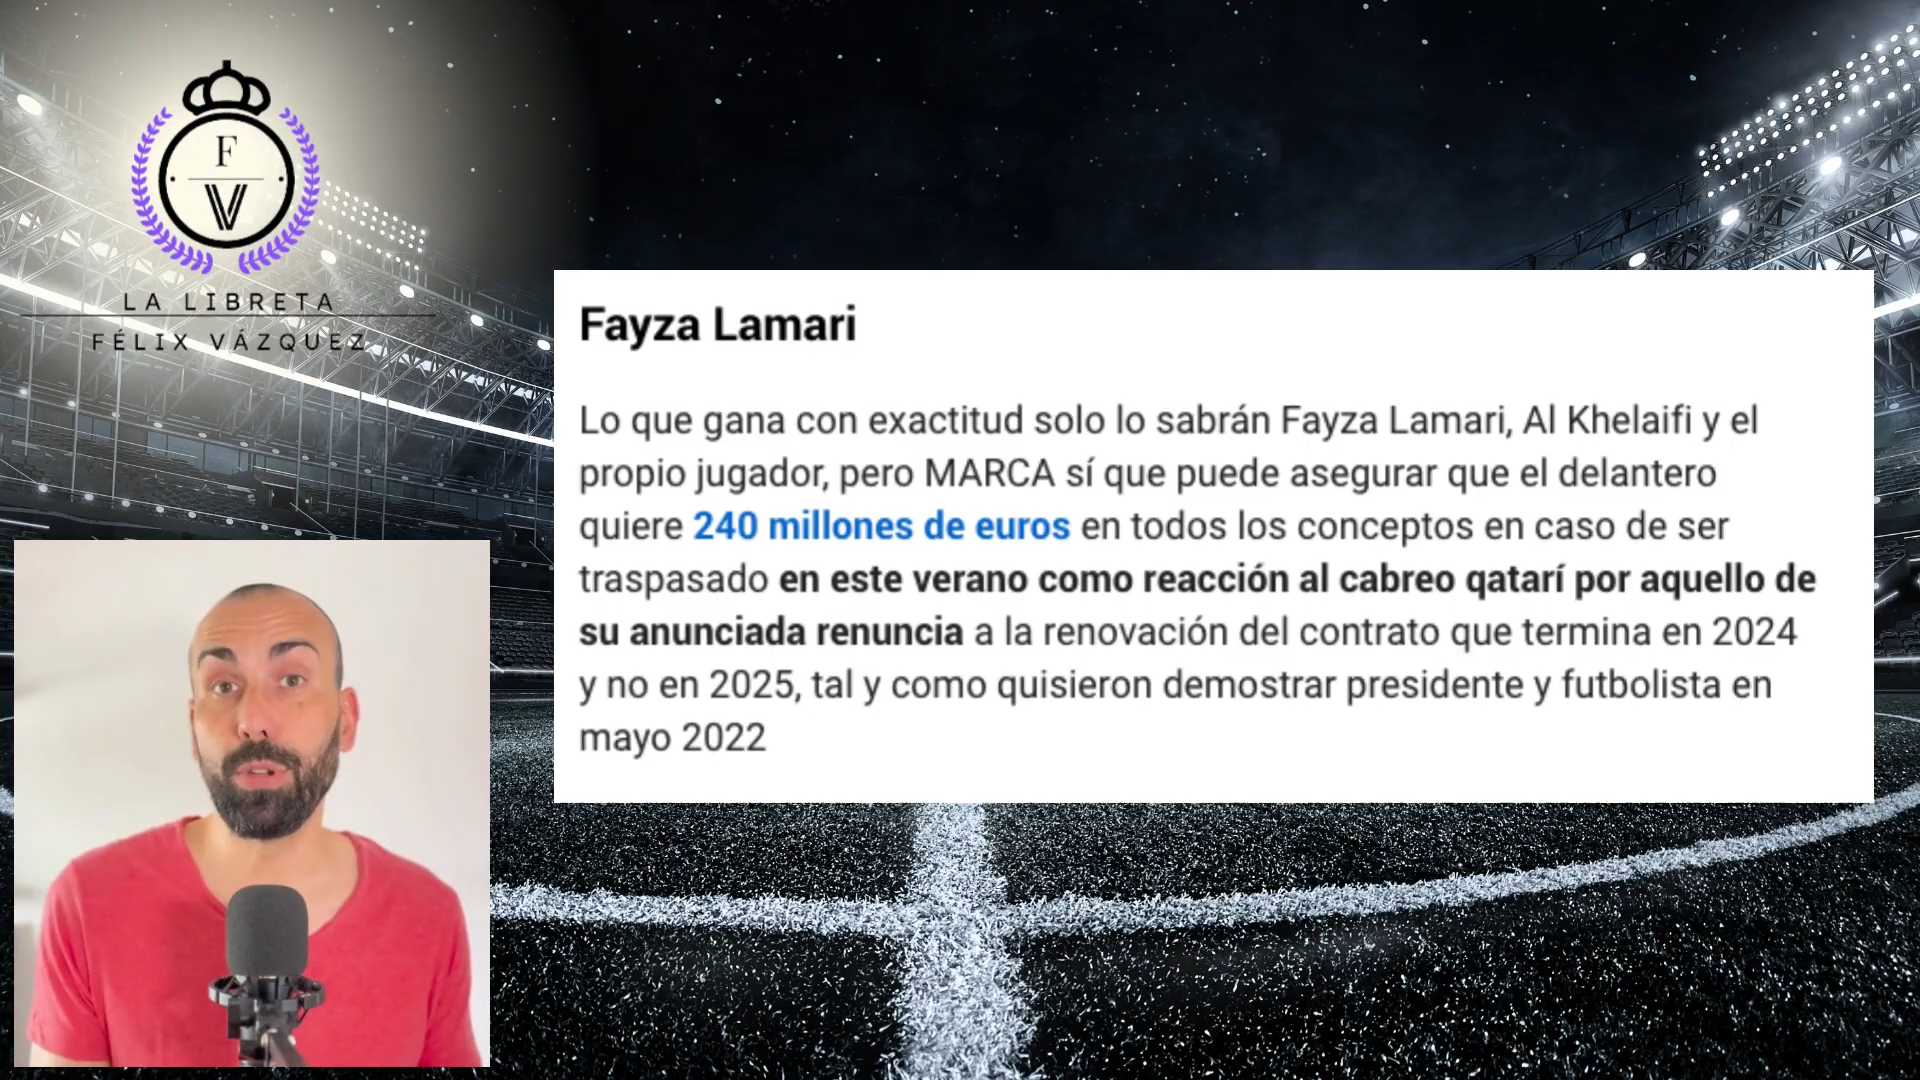 F
V
LA LIBRETA
FÉLIX VÁZQUEZ
Fayza Lamari
Lo que gana con exactitud solo lo sabrán Fayza Lamari, Al Khelaifi y el
propio jugador, pero MARCA sí que puede asegurar que el delantero
quiere 240 millones de euros en todos los conceptos en caso de ser
traspasado en este verano como reacción al cabreo qatarí por aquello de
su anunciada renuncia a la renovación del contrato que termina en 2024
y no en 2025, tal y como quisieron demostrar presidente y futbolista en
mayo 2022